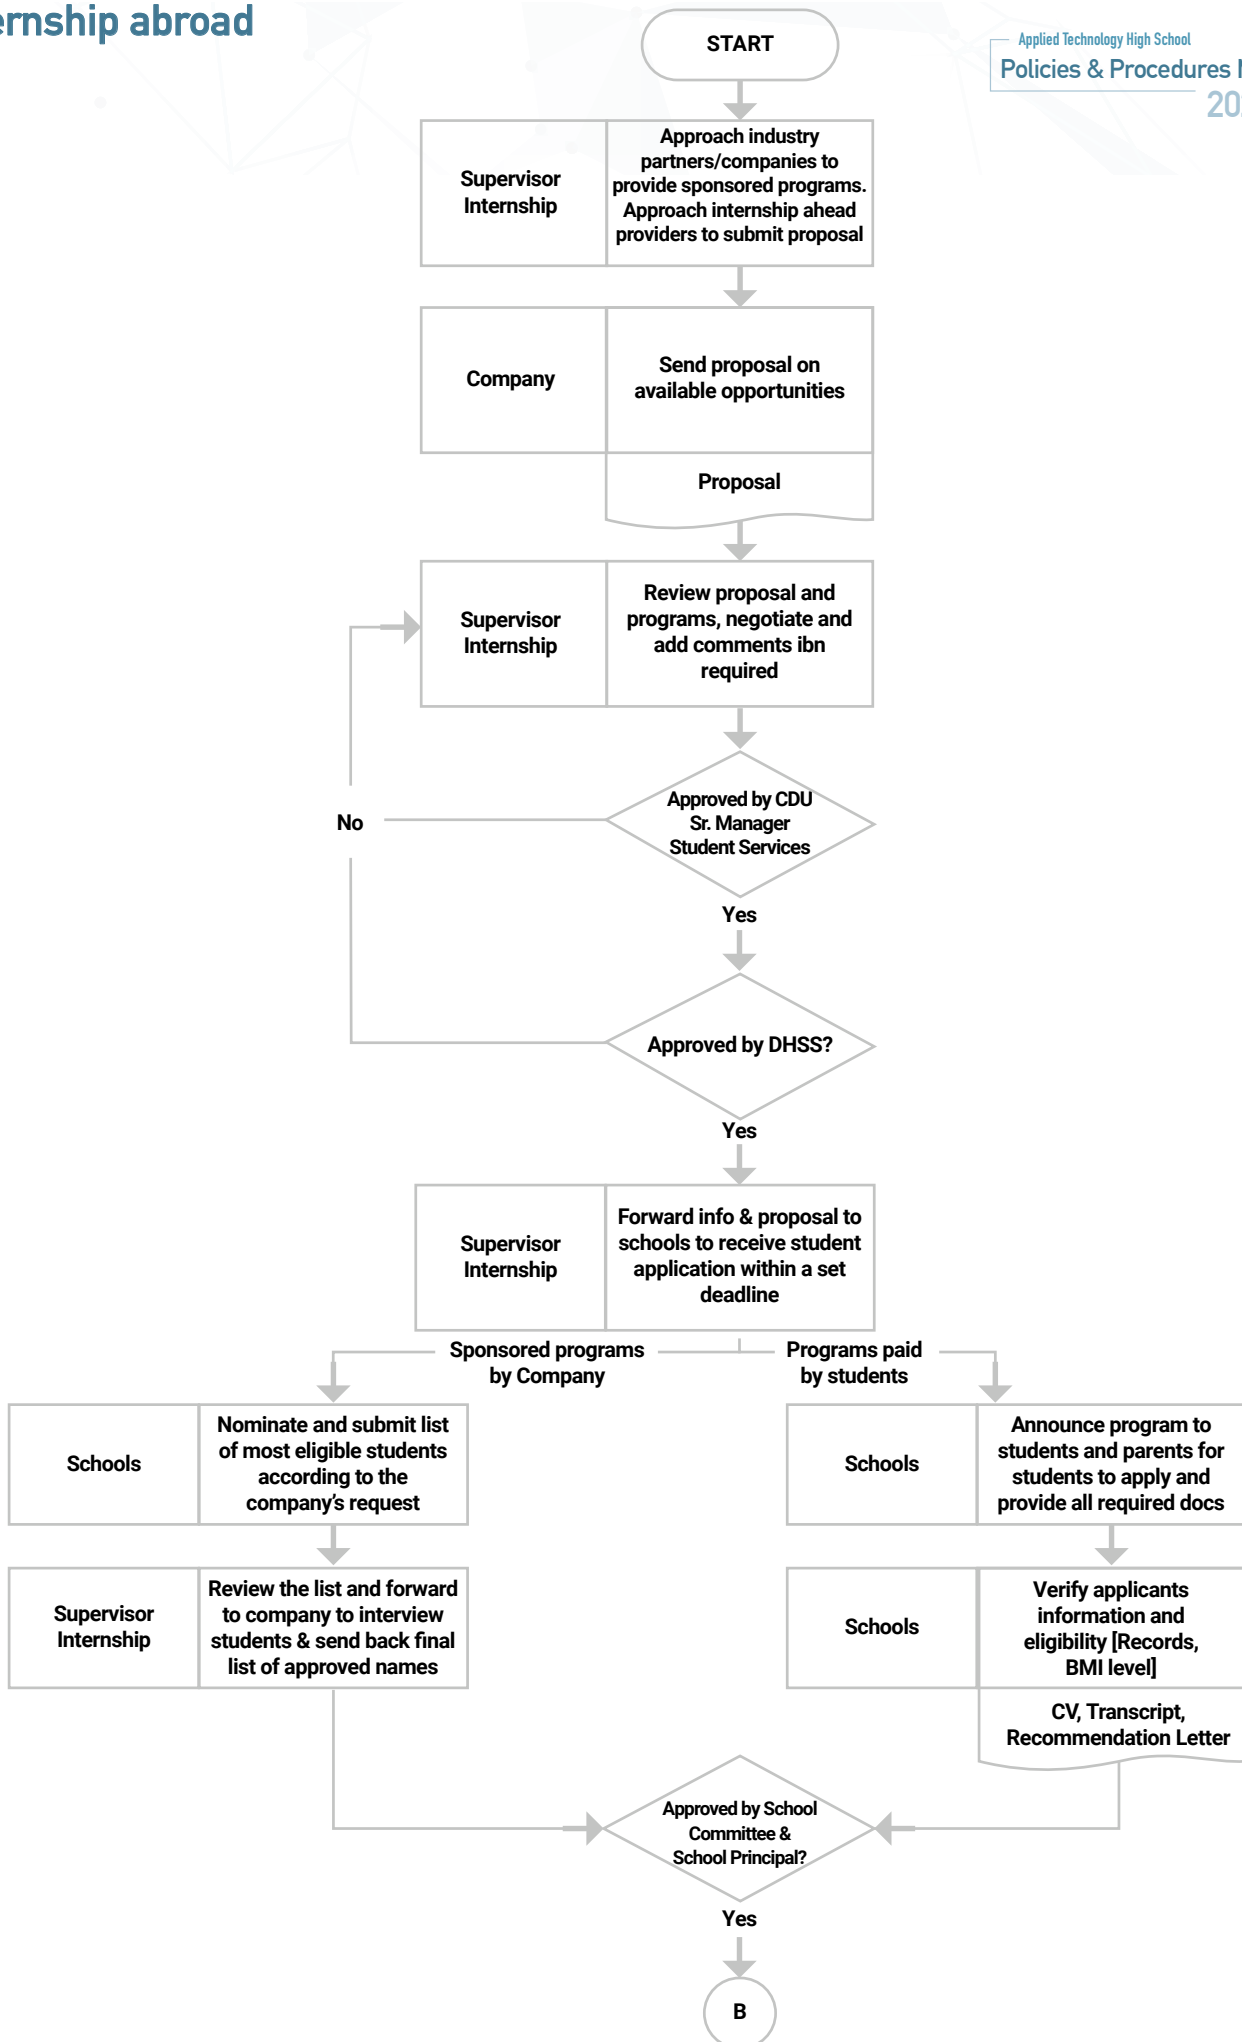 ernship abroad
START
Applied Technology High School
Policies & Procedures
20
Supervisor
Internship
Approach industry
partners/companies to
provide sponsored programs.
Approach internship ahead
providers to submit proposal
Company
Send proposal on
available opportunities
Proposal
Supervisor
Internship
Review proposal and
programs, negotiate and
add comments ibn
required
Approved by CDU
Sr. Manager
Student Services
No
Yes
Approved by DHSS?
Yes
Supervisor
Internship
Forward info & proposal to
schools to receive student
application within a set
deadline
Sponsored programs
by Company
Programs paid
by students
Schools
Nominate and submit list
of most eligible students
according to the
company’s request
Schools
Announce program to
students and parents for
students to apply and
provide all required docs
Supervisor
Internship
Review the list and forward
to company to interview
students & send back final
list of approved names
Schools
Verify applicants
information and
eligibility [Records,
BMI level]
CV, Transcript,
Recommendation Letter
Approved by School
Committee &
School Principal?
Yes
B